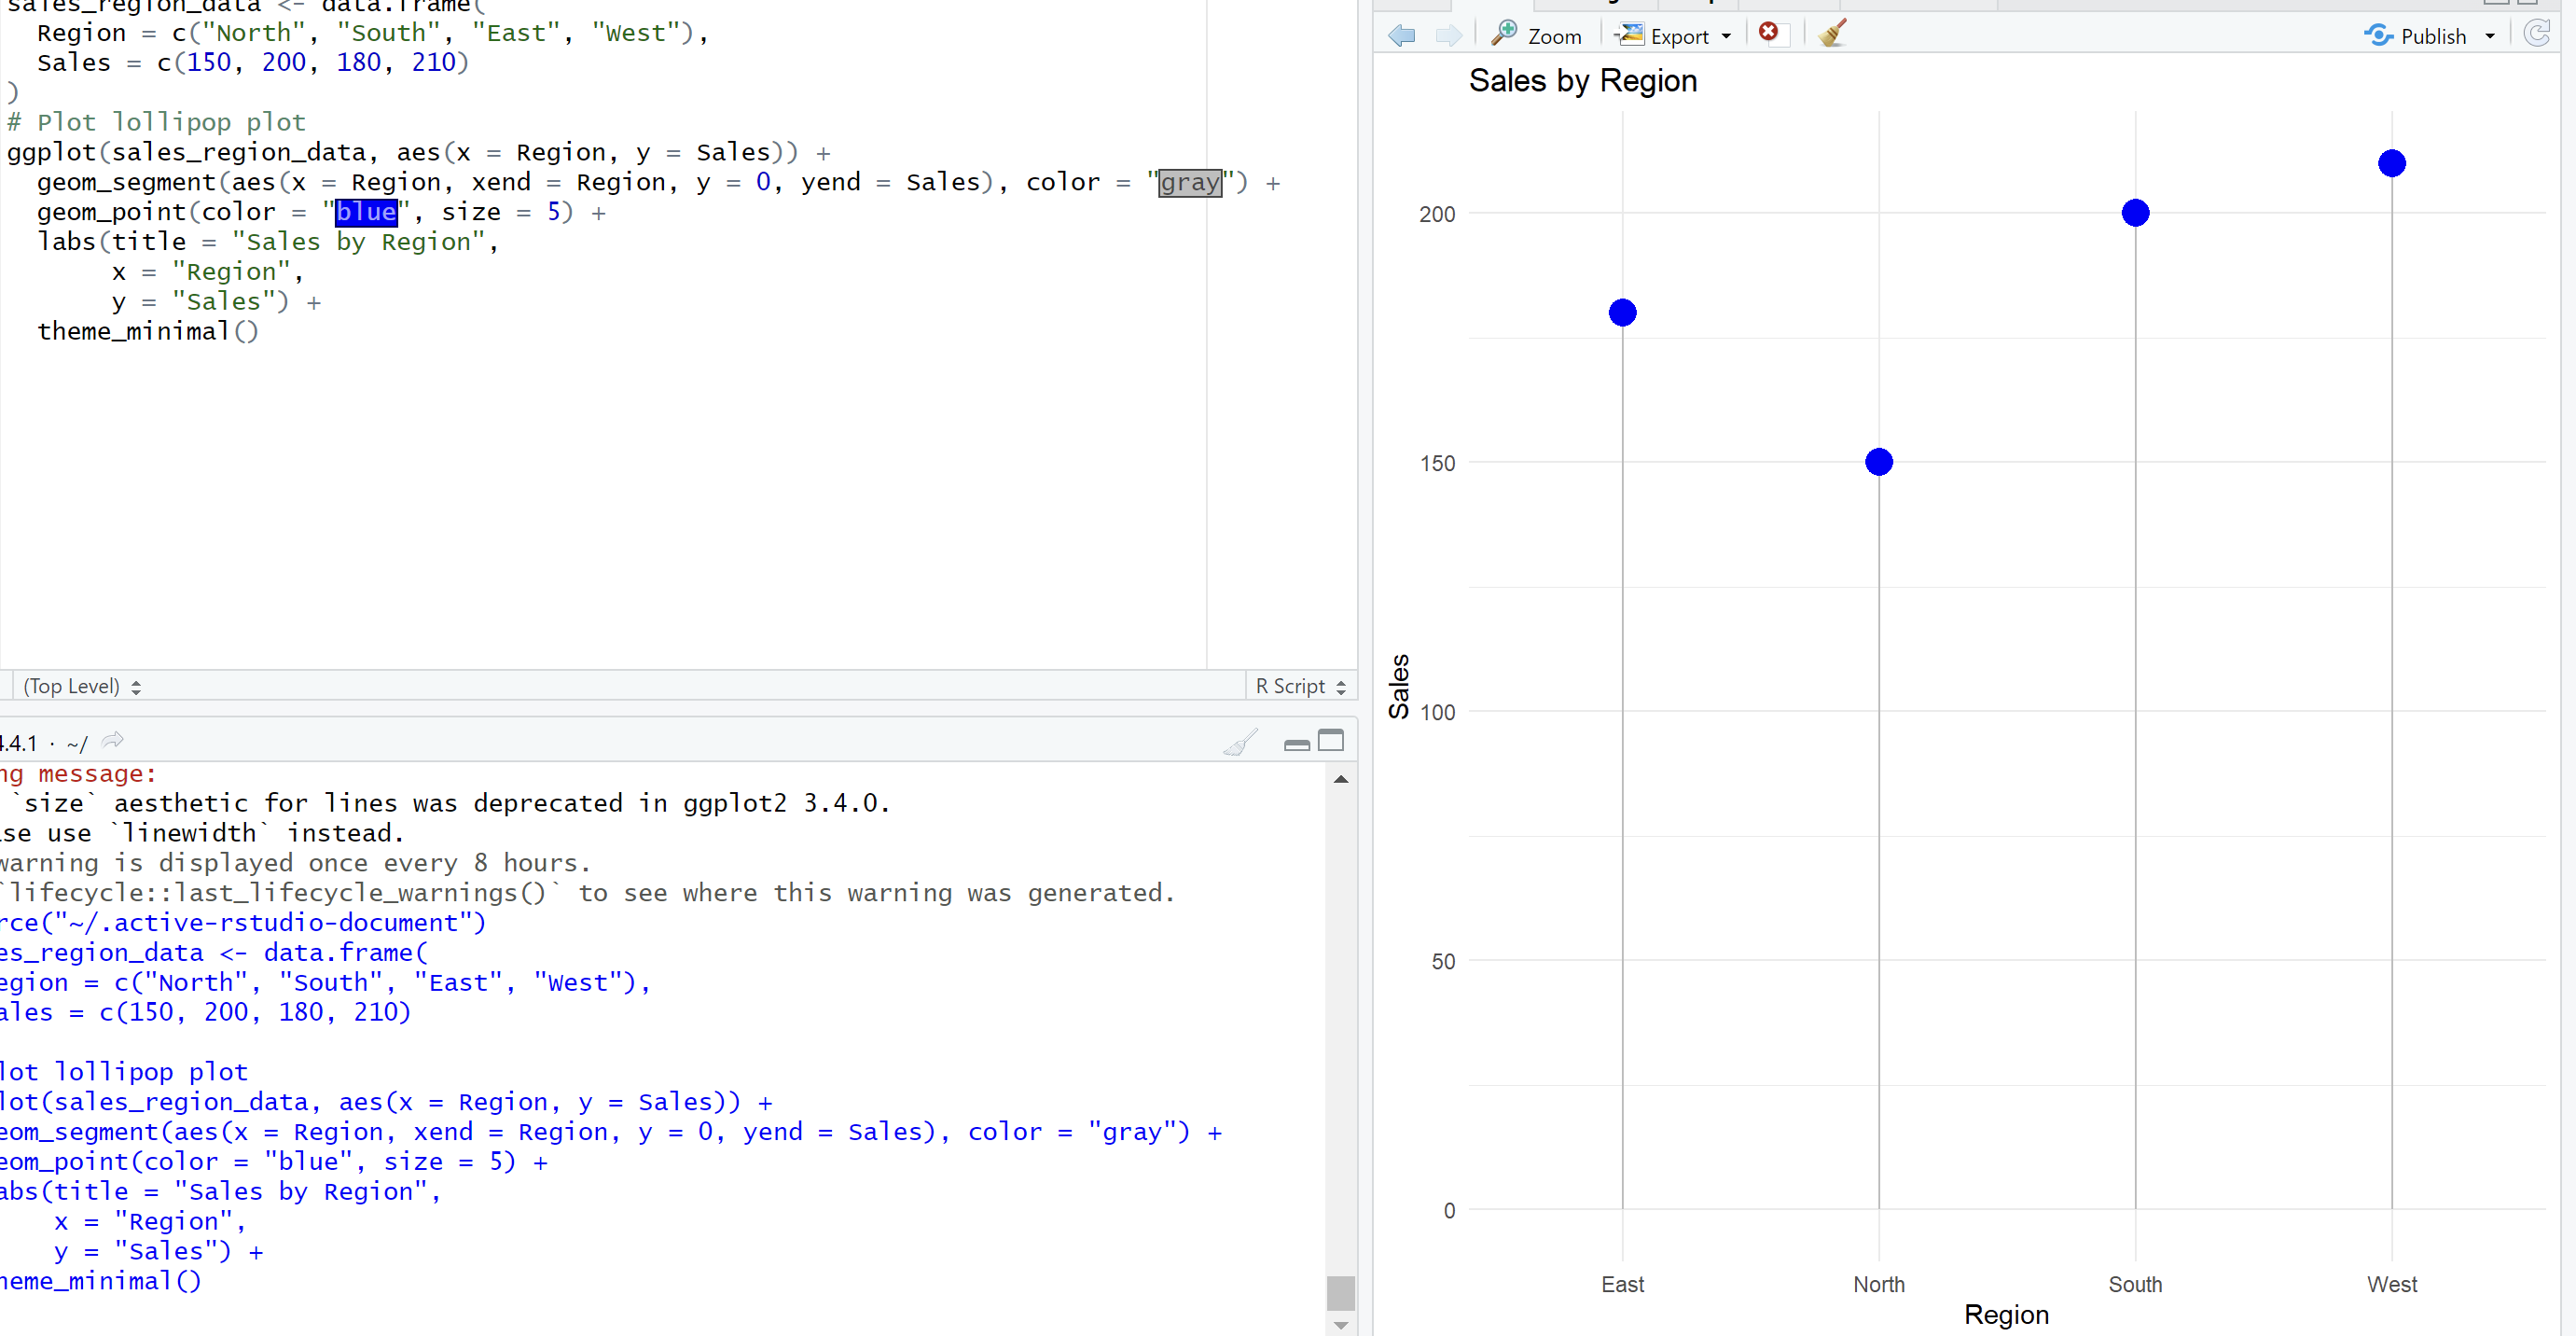 sales_region_data <- data.frame(
  Region = c("North", "South", "East", "West"),
  Sales = c(150, 200, 180, 210)
)
# Plot lollipop plot
ggplot(sales_region_data, aes(x = Region, y = Sales)) +
  geom_segment(aes(x = Region, xend = Region, y = 0, yend = Sales), color = "gray") +
  geom_point(color = "blue", size = 5) +
  labs(title = "Sales by Region",
       x = "Region",
       y = "Sales") +
  theme_minimal()
(Top Level)
R Script
4.4.1 · ~/
ng message:
`size` aesthetic for lines was deprecated in ggplot2 3.4.0.
se use `linewidth` instead.
warning is displayed once every 8 hours.
`lifecycle::last_lifecycle_warnings()` to see where this warning was generated.
rce("~/.active-rstudio-document")
es_region_data <- data.frame(
egion = c("North", "South", "East", "West"),
ales = c(150, 200, 180, 210)
lot lollipop plot
lot(sales_region_data, aes(x = Region, y = Sales)) +
eom_segment(aes(x = Region, xend = Region, y = 0, yend = Sales), color = "gray") +
eom_point(color = "blue", size = 5) +
abs(title = "Sales by Region",
    x = "Region",
    y = "Sales") +
heme_minimal()
Zoom
Export
Publish
Sales by Region
200
150
100
50
0
Sales
East
North
South
West
Region